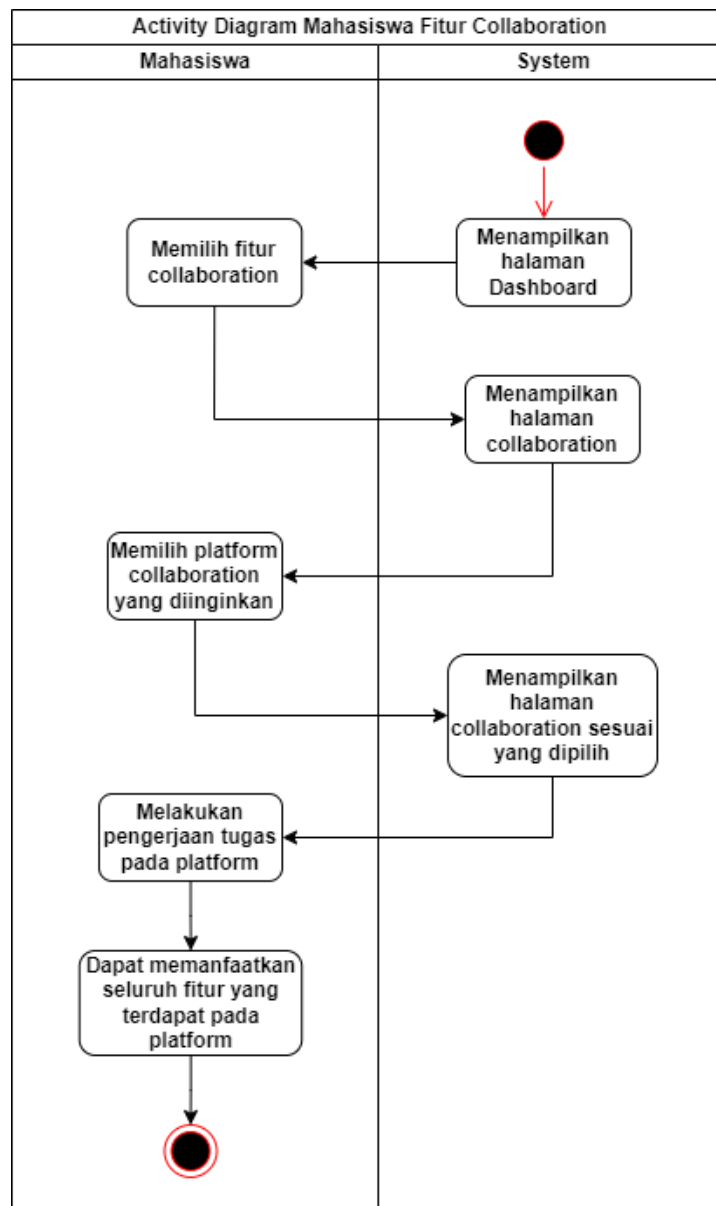 Activity Diagram Mahasiswa Fitur Collaboration
Mahasiswa
System
Menampilkan
halaman
Dashboard
Memilih fitur
collaboration
Menampilkan
halaman
collaboration
Memilih platform
collaboration
yang diinginkan
Menampilkan
halaman
collaboration sesuai
yang dipilih
Melakukan
pengerjaan tugas
pada platform
Dapat memanfaatkan
seluruh fitur yang
terdapat pada
platform